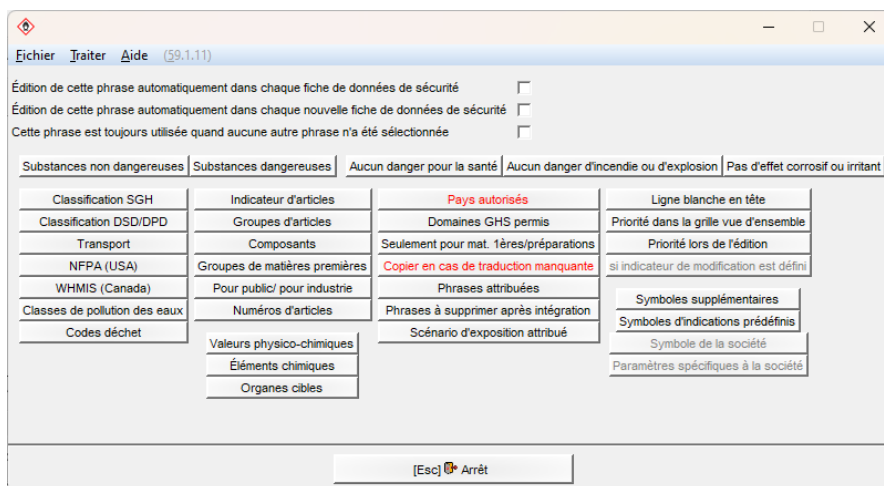 Fichier Traiter Aide (59.1.11)
Édition de cette phrase automatiquement dans chaque fiche de données de sécurité
Édition de cette phrase automatiquement dans chaque nouvelle fiche de données de sécurité
Cette phrase est toujours utilisée quand aucune autre phrase n'a été sélectionnée
Substances non dangereuses Substances dangereuses Aucun danger pour la santé Aucun danger d'incendie ou d'explosion Pas d'effet corrosif ou irritant
Classification SGH Indicateur d'articles Pays autorisés Ligne blanche en tête
Classification DSD/DPD Groupes d'articles Domaines GHS permis Priorité dans la grille vue d'ensemble
Transport Composants Seulement pour mat. 1ères/préparations Priorité lors de l'édition
NFPA (USA) Groupes de matières premières Copier en cas de traduction manquante si indicateur de modification est défini
WHMIS (Canada) Pour public/ pour industrie Phrases attribuées
Symboles supplémentaires
Classes de pollution des eaux Numéros d'articles Phrases à supprimer après intégration
Symboles d'indications prédéfinis
Codes déchet Scénario d'exposition attribué
Valeurs physico-chimiques Symbole de la société
Éléments chimiques Paramètres spécifiques à la société
Organes cibles
[Esc] Arrêt